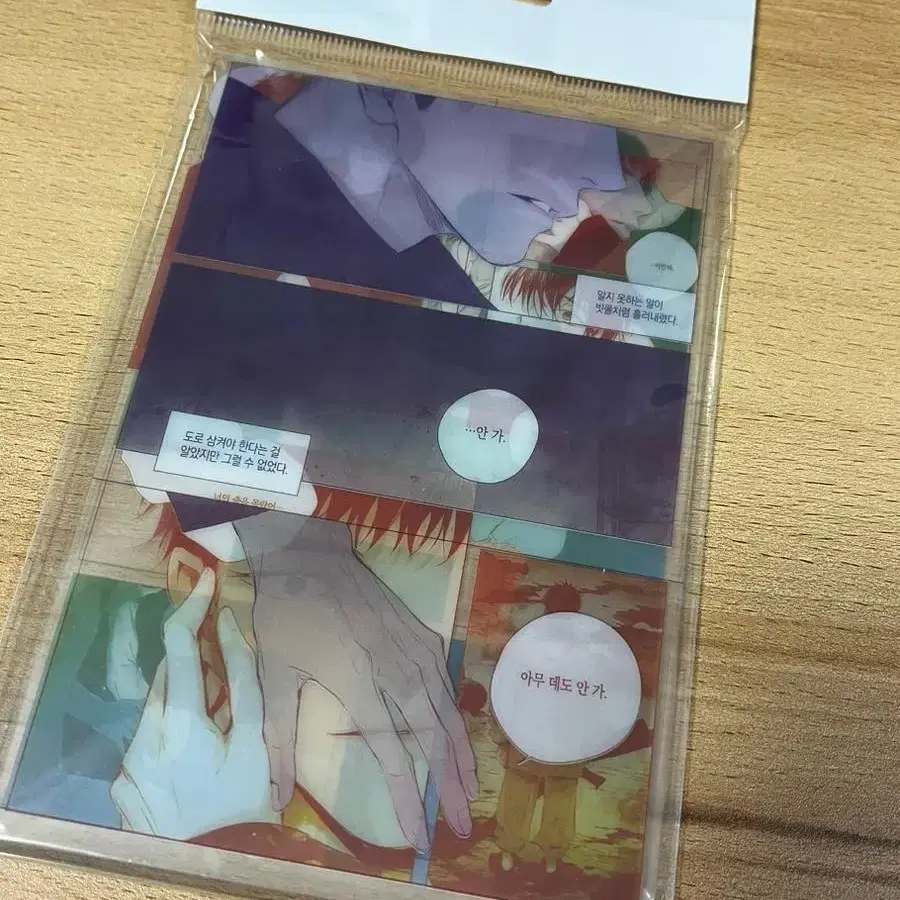 알지 못하는 말이
빗물처럼 흘러내렸다.
…안 가.
도로 삼켜야 한다는 걸
알았지만 그럴 수 없었다.
아무 데도 안 가.